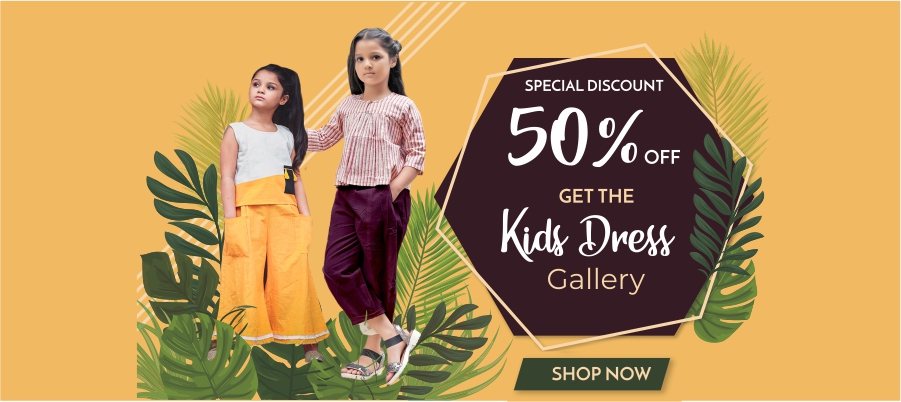 SPECIAL DISCOUNT
50% OFF
GET THE
Kids Dress
Gallery
SHOP NOW